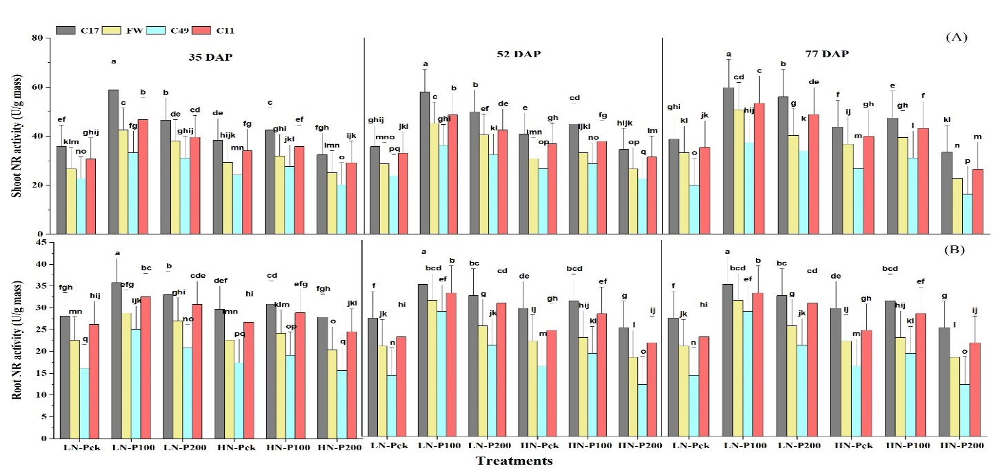 C17 FW C49 C11
(A)
35 DAP 52 DAP 77 DAP
Shoot NR activity (U/g mass)
80
60
40
20
0
ef klm no ghij a c fg b b de ghij cd de hijk mn fg c ghi jkl ef fgh lmn o ijk
ghij mno pq jkl a c ghi b b ef kl de e lmn op gh cd ijkl no fg hijk op q lm
ghi kl o jk a cd hij c b g k de f ij m gh e gh l f kl n p m
(B)
Root NR activity (U/g mass)
45
40
35
30
25
20
15
10
5
0
fgh mn q hij a efg ijk bc b ghi no cde def lmn pq hi cd klm op efg fgh o q jkl
f jk n hi a bcd ef b bc g jk cd de ij m gh bcd hij kl ef g l o ij
f jk n hi a bcd ef b bc g jk cd de ij m gh bcd hij kl ef g l o ij
LN-Pck LN-P100 LN-P200 HN-Pck HN-P100 HN-P200 LN-Pck LN-P100 LN-P200 HN-Pck HN-P100 HN-P200 LN-Pck LN-P100 LN-P200 HN-Pck HN-P100 HN-P200
Treatments